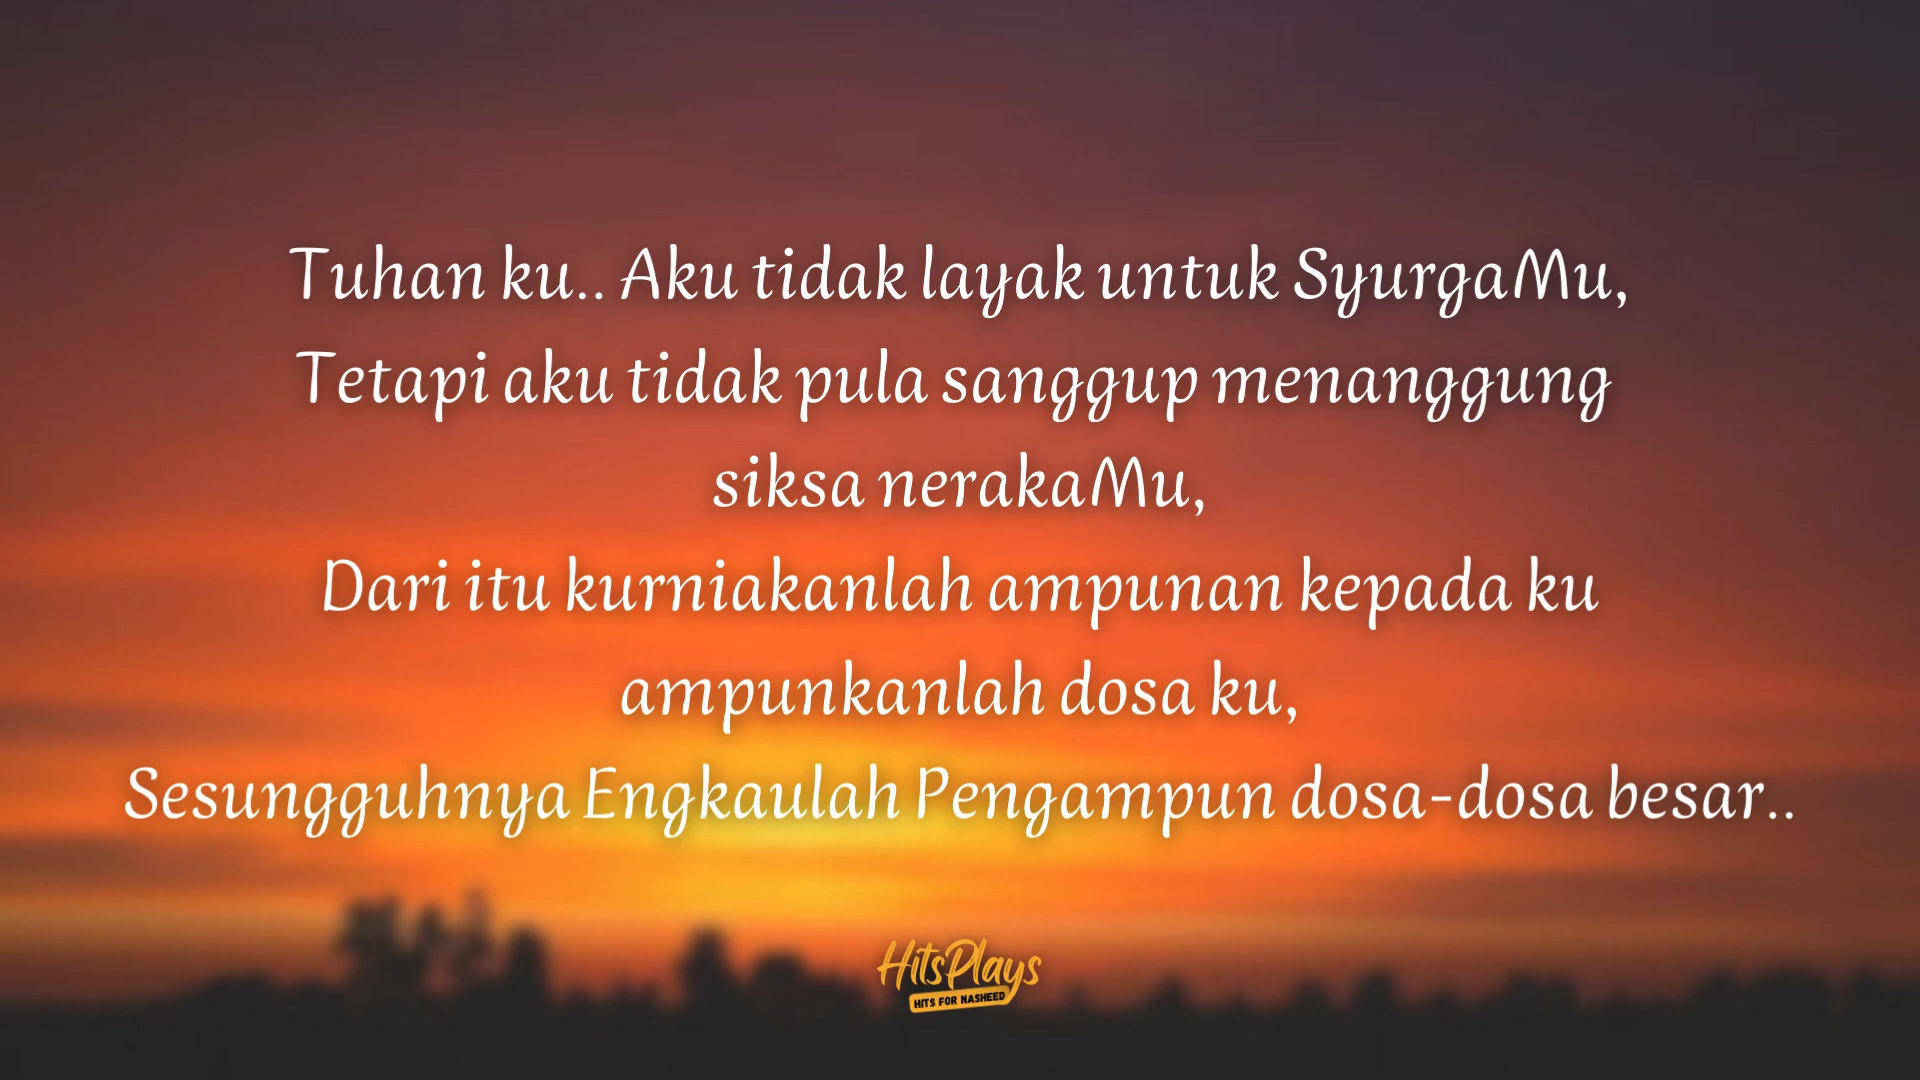 Tuhan ku.. Aku tidak layak untuk SyurgaMu,
Tetapi aku tidak pula sanggup menanggung
siksa nerakaMu,
Dari itu kurniakanlah ampunan kepada ku
ampunkanlah dosa ku,
Sesungguhnya Engkaulah Pengampun dosa-dosa besar..
HitsPlays
HITS FOR NASHEED